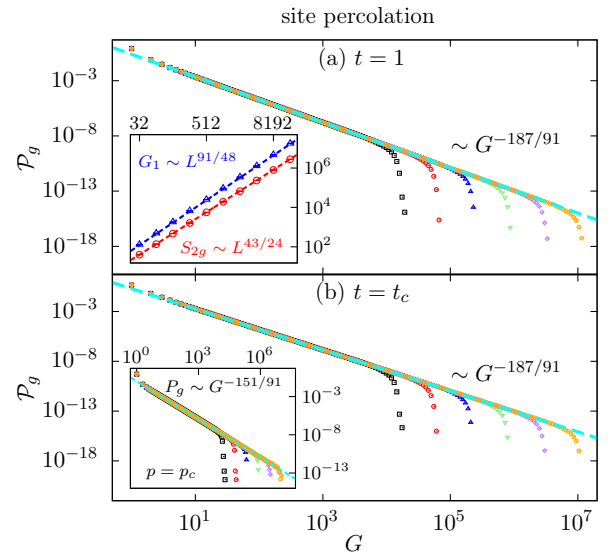 site percolation
(a) t = 1
10^{-3}
10^{-8}
10^{-13}
10^{-18}
P_g
~ G^{-187/91}
32 512 8192
G_1 ~ L^{91/48}
S_{2g} ~ L^{43/24}
10^6
10^4
10^2
(b) t = t_c
10^{-3}
10^{-8}
10^{-13}
10^{-18}
P_g
~ G^{-187/91}
10^0 10^4 10^6
P_g ~ G^{-151/91}
p = p_c
10^{-3}
10^{-8}
10^{-13}
10^1 10^3 10^5 10^7
G